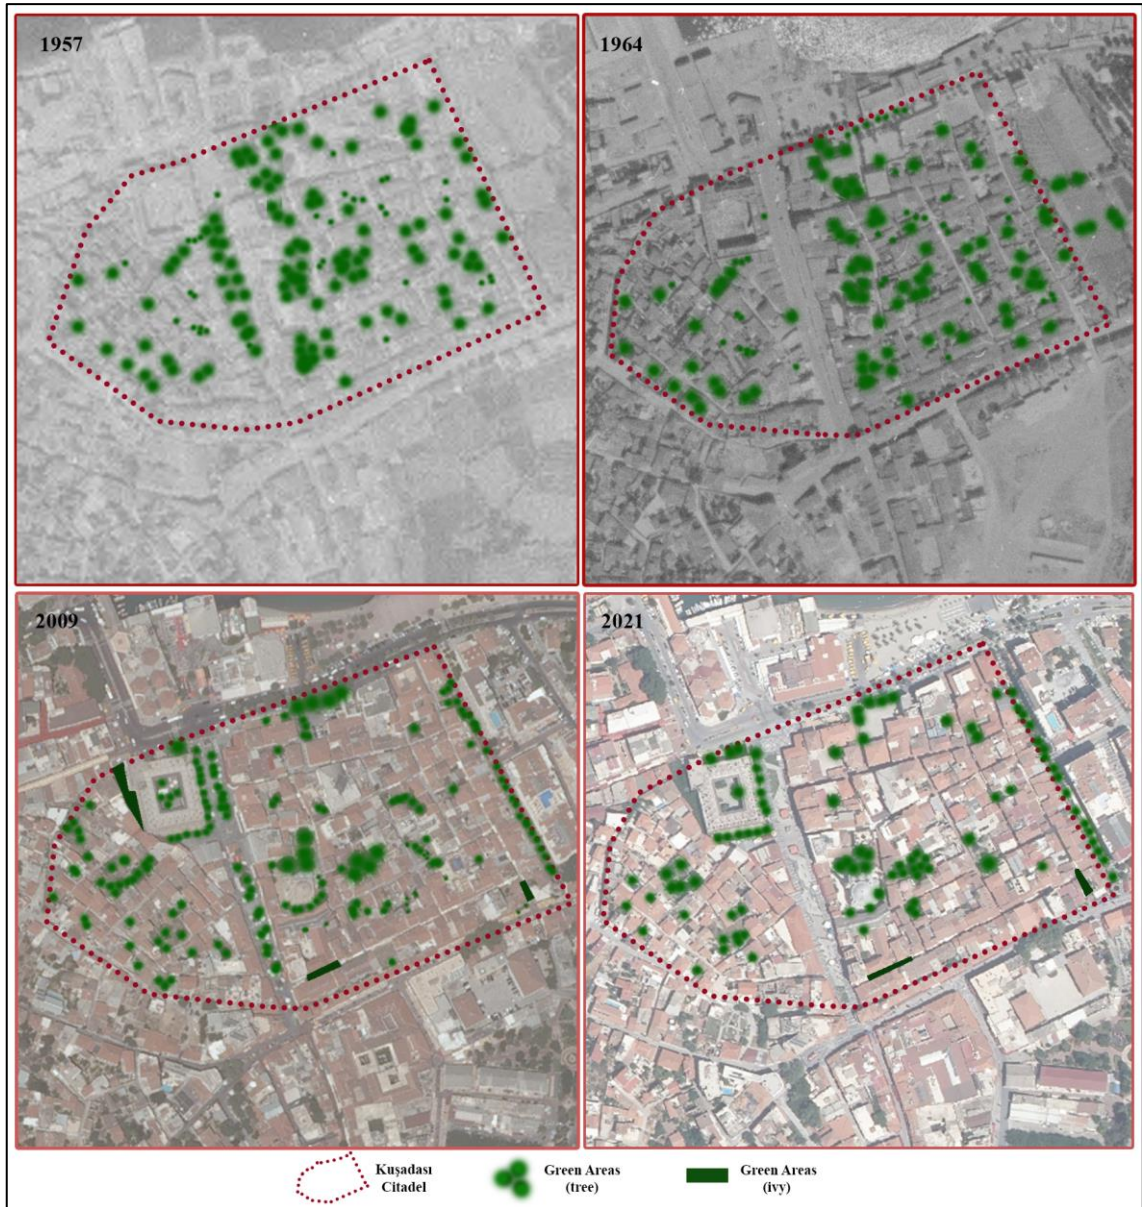 1957
1964
2009
2021
Kuşadası
Citadel
Green Areas
(tree)
Green Areas
(ivy)